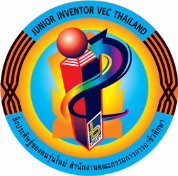 JUNIOR INVENTOR VEC THAILAND
สิ่งประดิษฐ์ของคนรุ่นใหม่ สำนักงานคณะกรรมการการอาชีวศึกษา